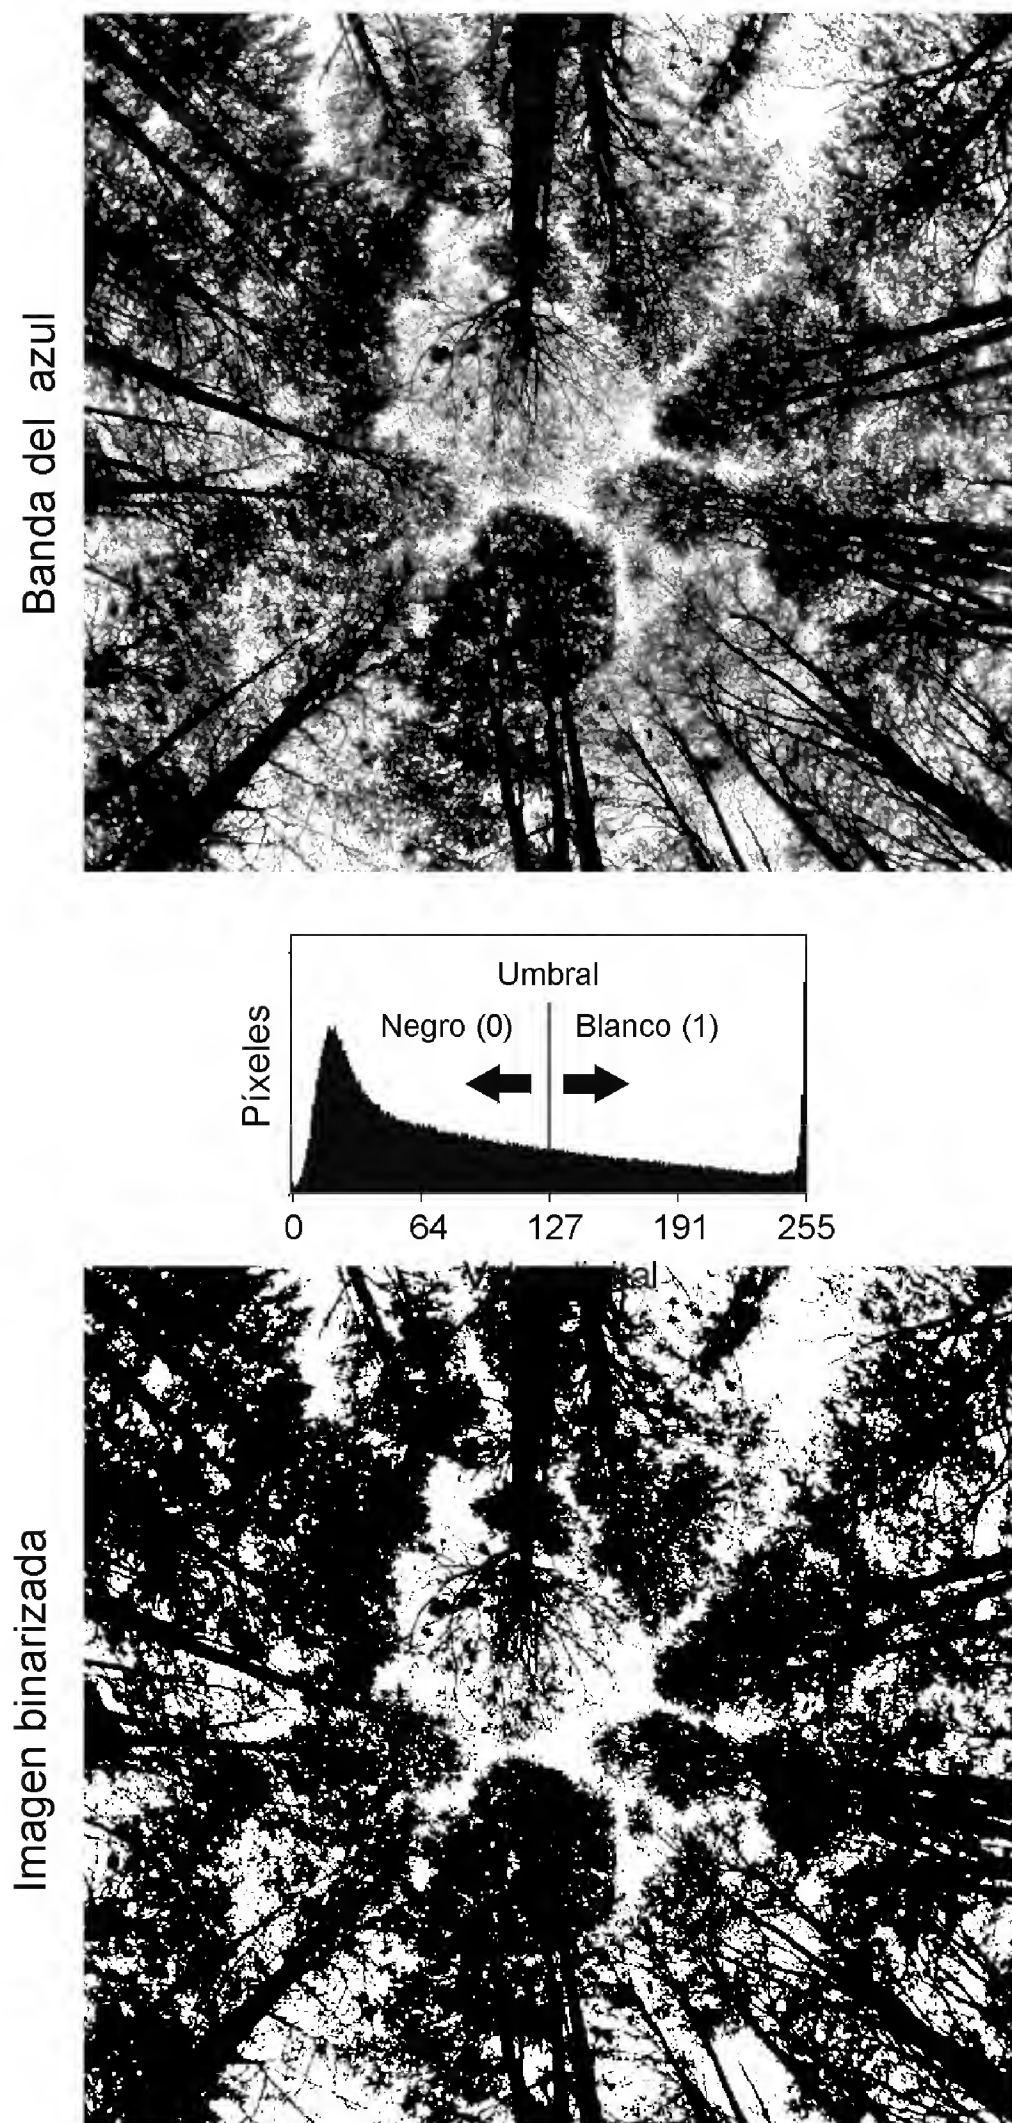 Banda del azul
Umbral
Negro (0)
Blanco (1)
Píxeles
0
64
127
191
255
Imagen binarizada